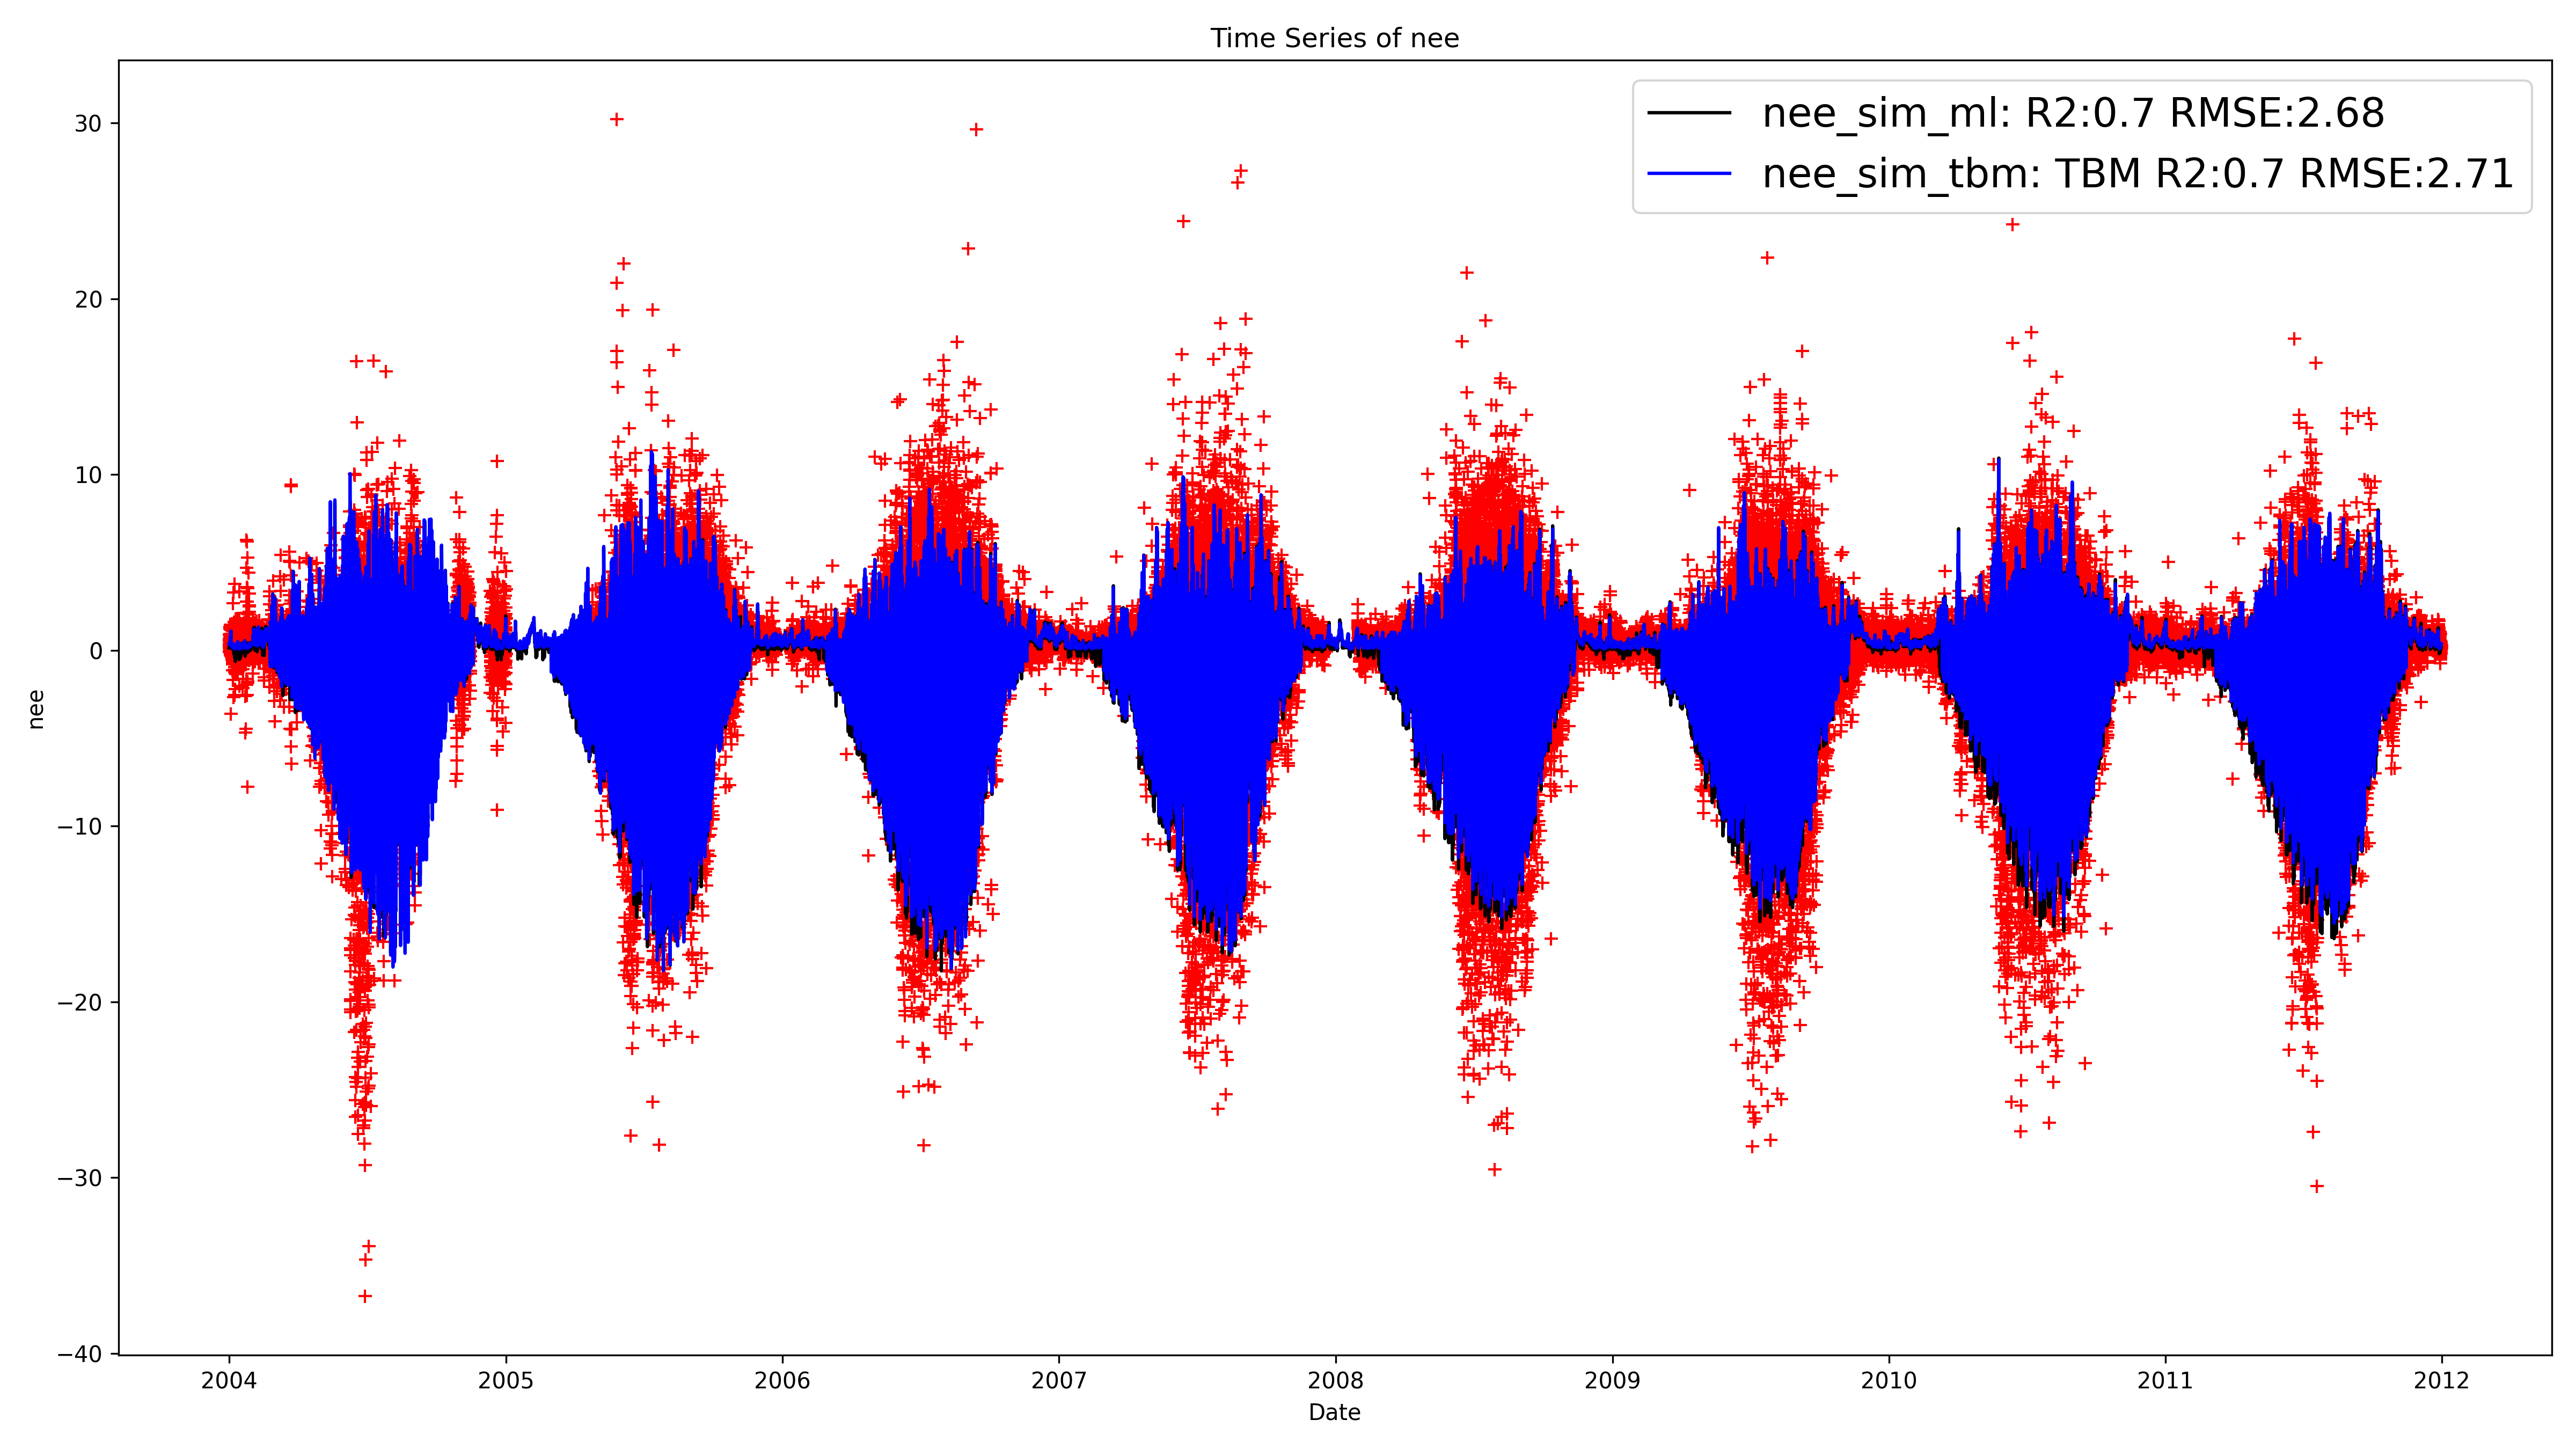 Time Series of nee
nee_sim_ml: R2:0.7 RMSE:2.68
nee_sim_tbm: TBM R2:0.7 RMSE:2.71
30
20
10
0
−10
−20
−30
−40
nee
2004 2005 2006 2007 2008 2009 2010 2011 2012
Date